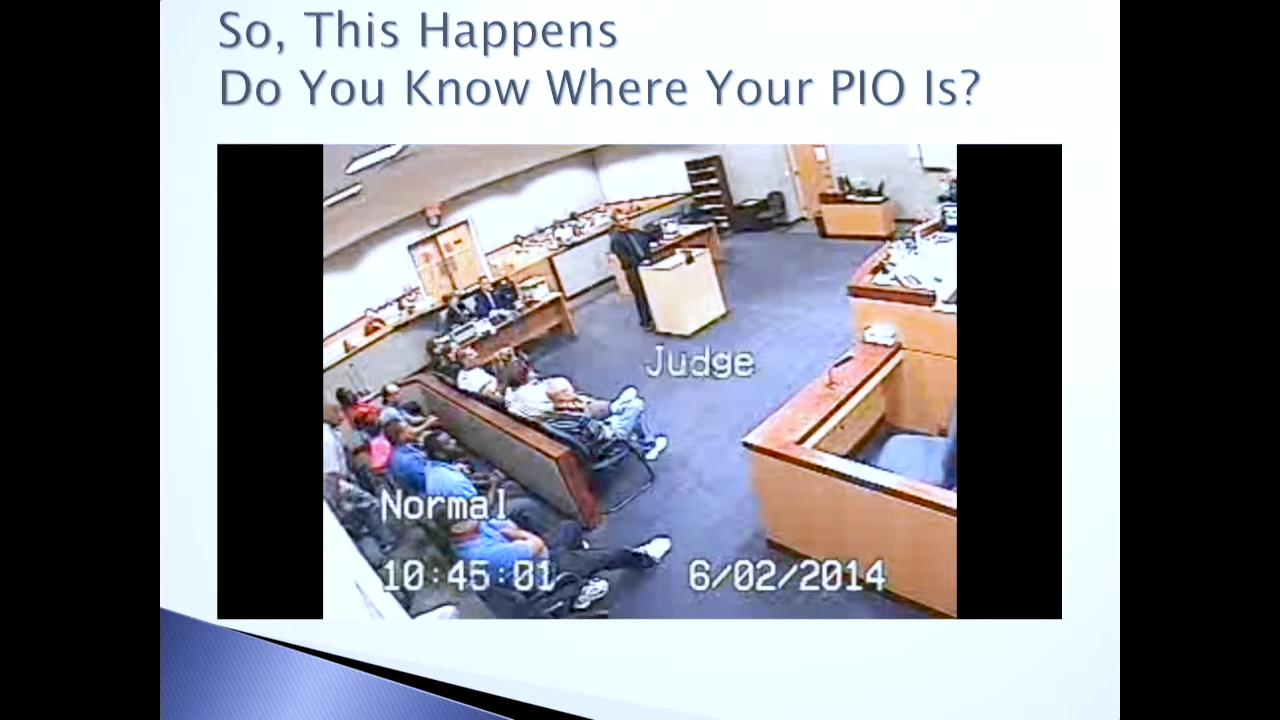 So, This Happens
Do You Know Where Your PIO Is?
Judge
Normal
10:45:01 6/02/2014